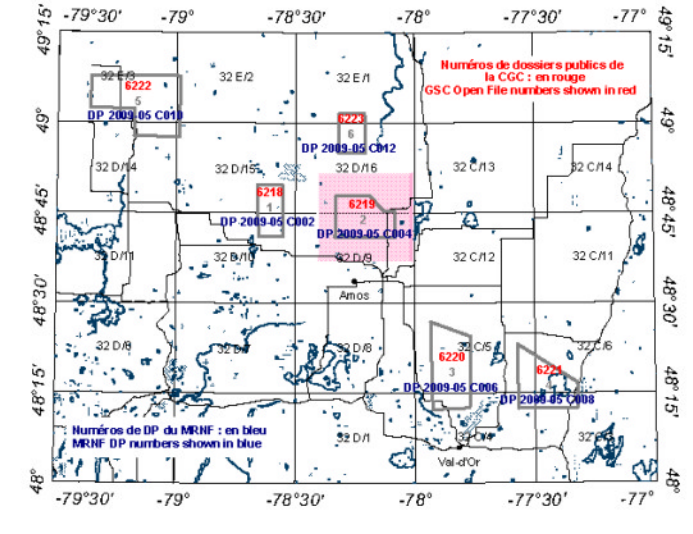 -79°30' -79° -78°30' -78° -77°30' -77°
49°15' 49°15'
Numéros de dossiers publics de
la CGC : en rouge
GSC Open File numbers shown in red
32 E/3 32 E/2 32 E/1
6222
5
DP 2009-05 C010
6223
6
DP 2009-05 C012
49° 49°
32 D/14 32 D/15 32 D/16 32 C/13 32 C/14
6218
1
DP 2009-05 C002
6219
2
DP 2009-05 C004
48°45' 48°45'
32 D/11 32 D/10 32 D/9 32 C/12 32 C/11
Amos
48°30' 48°30'
32 D/8 32 C/5 32 C/6
32 D/8
6220
3
DP 2009-05 C006
6221
DP 2009-05 C008
48°15' 48°15'
Numéros de DP du MRNF : en bleu
MRNF DP numbers shown in blue
32 D/1
Val-d'Or
48° 48°
-79°30' -79° -78°30' -78° -77°30' -77°